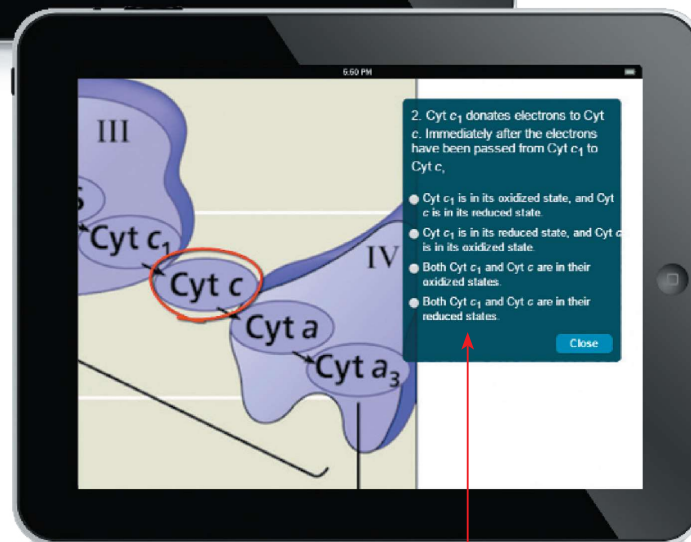 5:50 PM
III
Cyt c₁
Cyt c
IV
Cyt a
Cyt a₃
2. Cyt c₁ donates electrons to Cyt
c. Immediately after the electrons
have been passed from Cyt c₁ to
Cyt c,
Cyt c₁ is in its oxidized state, and Cyt
c is in its reduced state.
Cyt c₁ is in its reduced state, and Cyt c
is in its oxidized state.
Both Cyt c₁ and Cyt c are in their
oxidized states.
Both Cyt c₁ and Cyt c are in their
reduced states.
Close